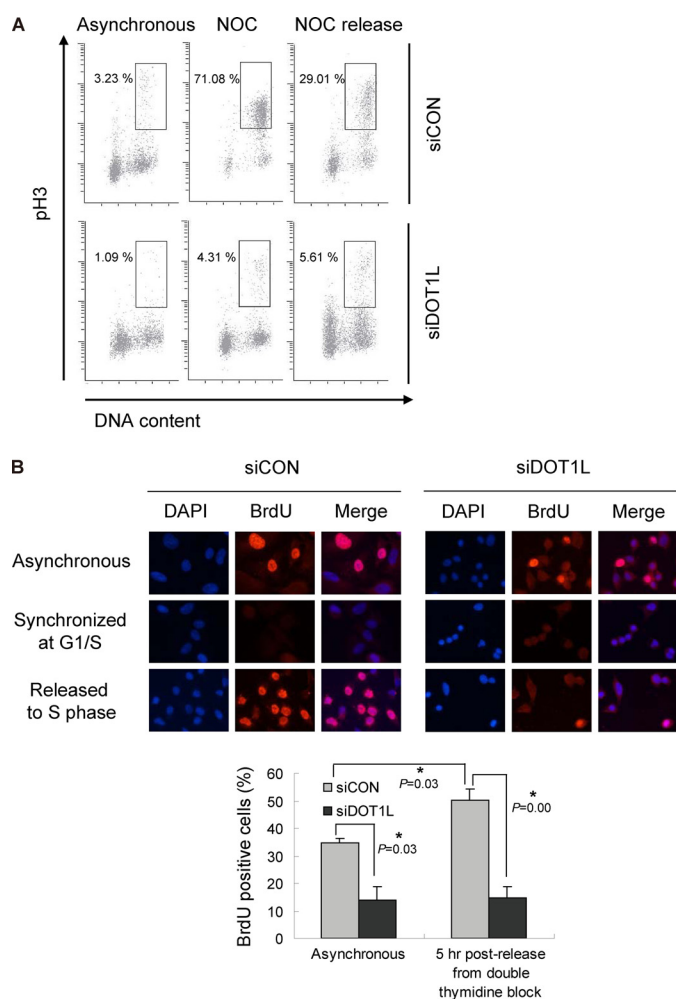 A
Asynchronous NOC NOC release
3.23 % 71.08 % 29.01 %
siCON
pH3
1.09 % 4.31 % 5.61 %
siDOT1L
DNA content
B
siCON siDOT1L
DAPI BrdU Merge DAPI BrdU Merge
Asynchronous
Synchronized
at G1/S
Released
to S phase
BrdU positive cells (%)
60
50
40
30
20
10
0
siCON
siDOT1L
*
P=0.03
*
P=0.03
*
P=0.00
Asynchronous
5 hr post-release
from double
thymidine block